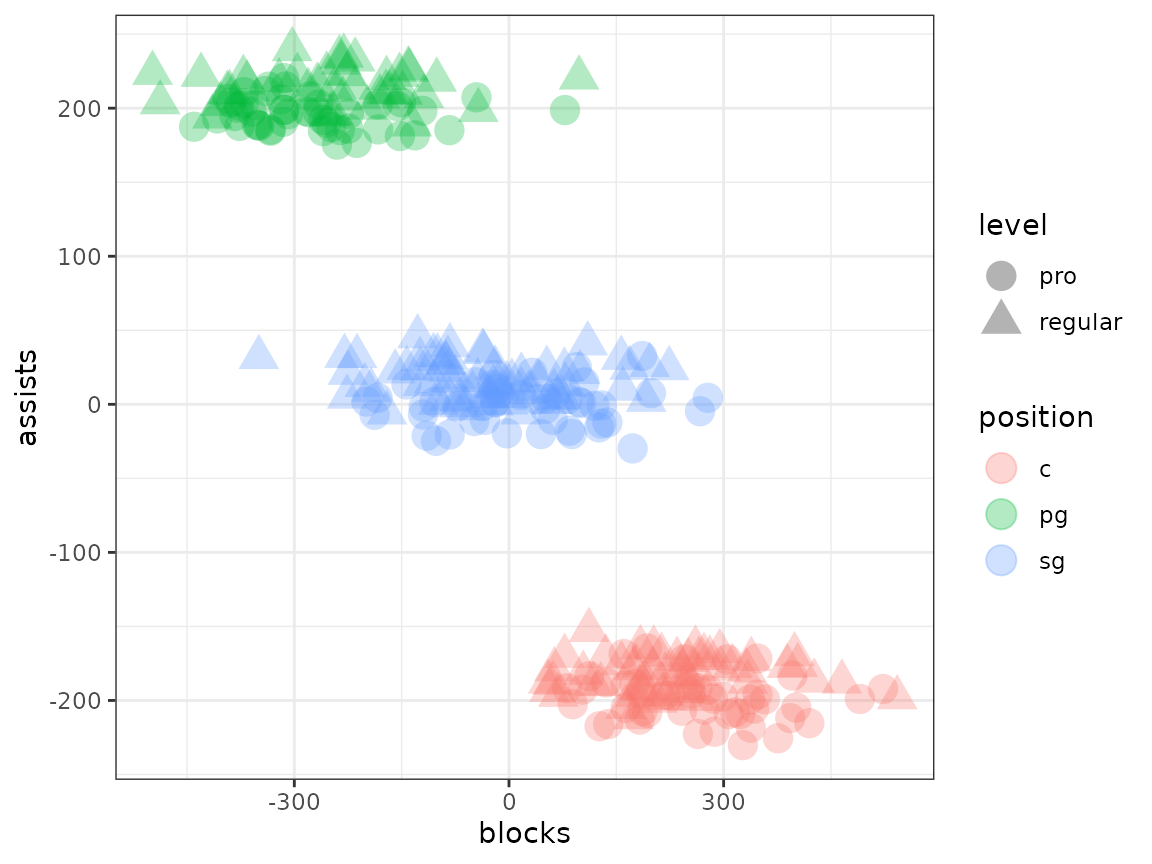 200
100
0
-100
-200
assists
-300 0 300
blocks
level
pro
regular
position
c
pg
sg